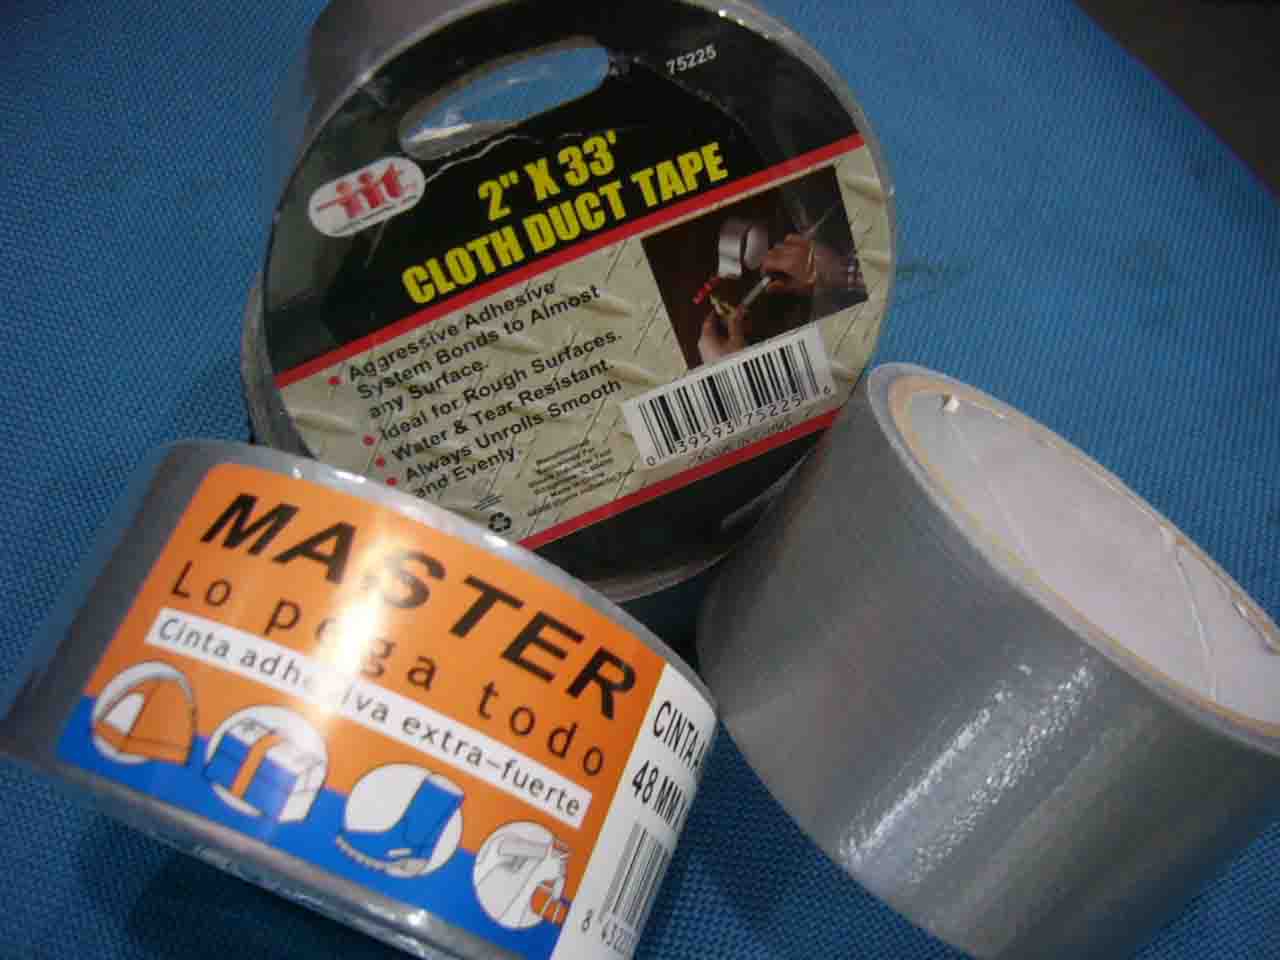 75225
iit
2" X 33'
CLOTH DUCT TAPE
• Aggressive Adhesive
System Bonds to Almost
any Surface.
• Ideal for Rough Surfaces.
• Water & Tear Resistant.
• Always Unrolls Smooth
and Evenly.
0 39593 75225 6
MASTER
Lo pega todo
Cinta adhesiva extra-fuerte
CINTA A
48 MM